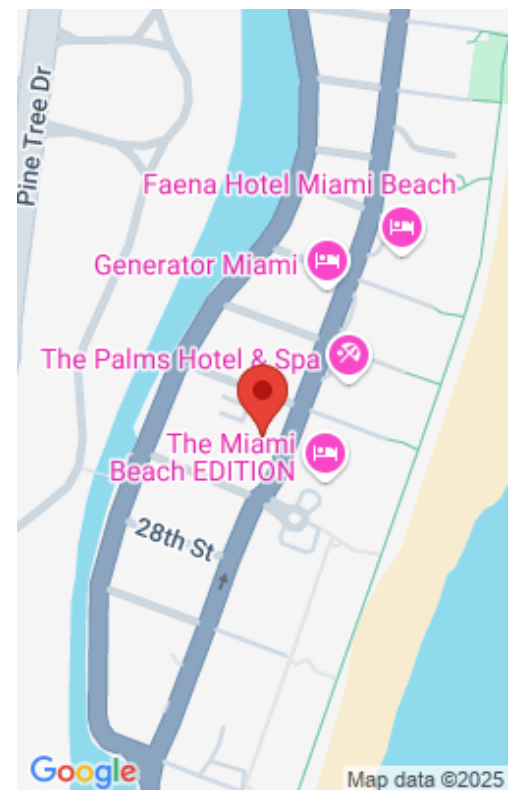 Pine Tree Dr
Faena Hotel Miami Beach
Generator Miami
The Palms Hotel & Spa
The Miami
Beach EDITION
28th St
Google
Map data ©2025